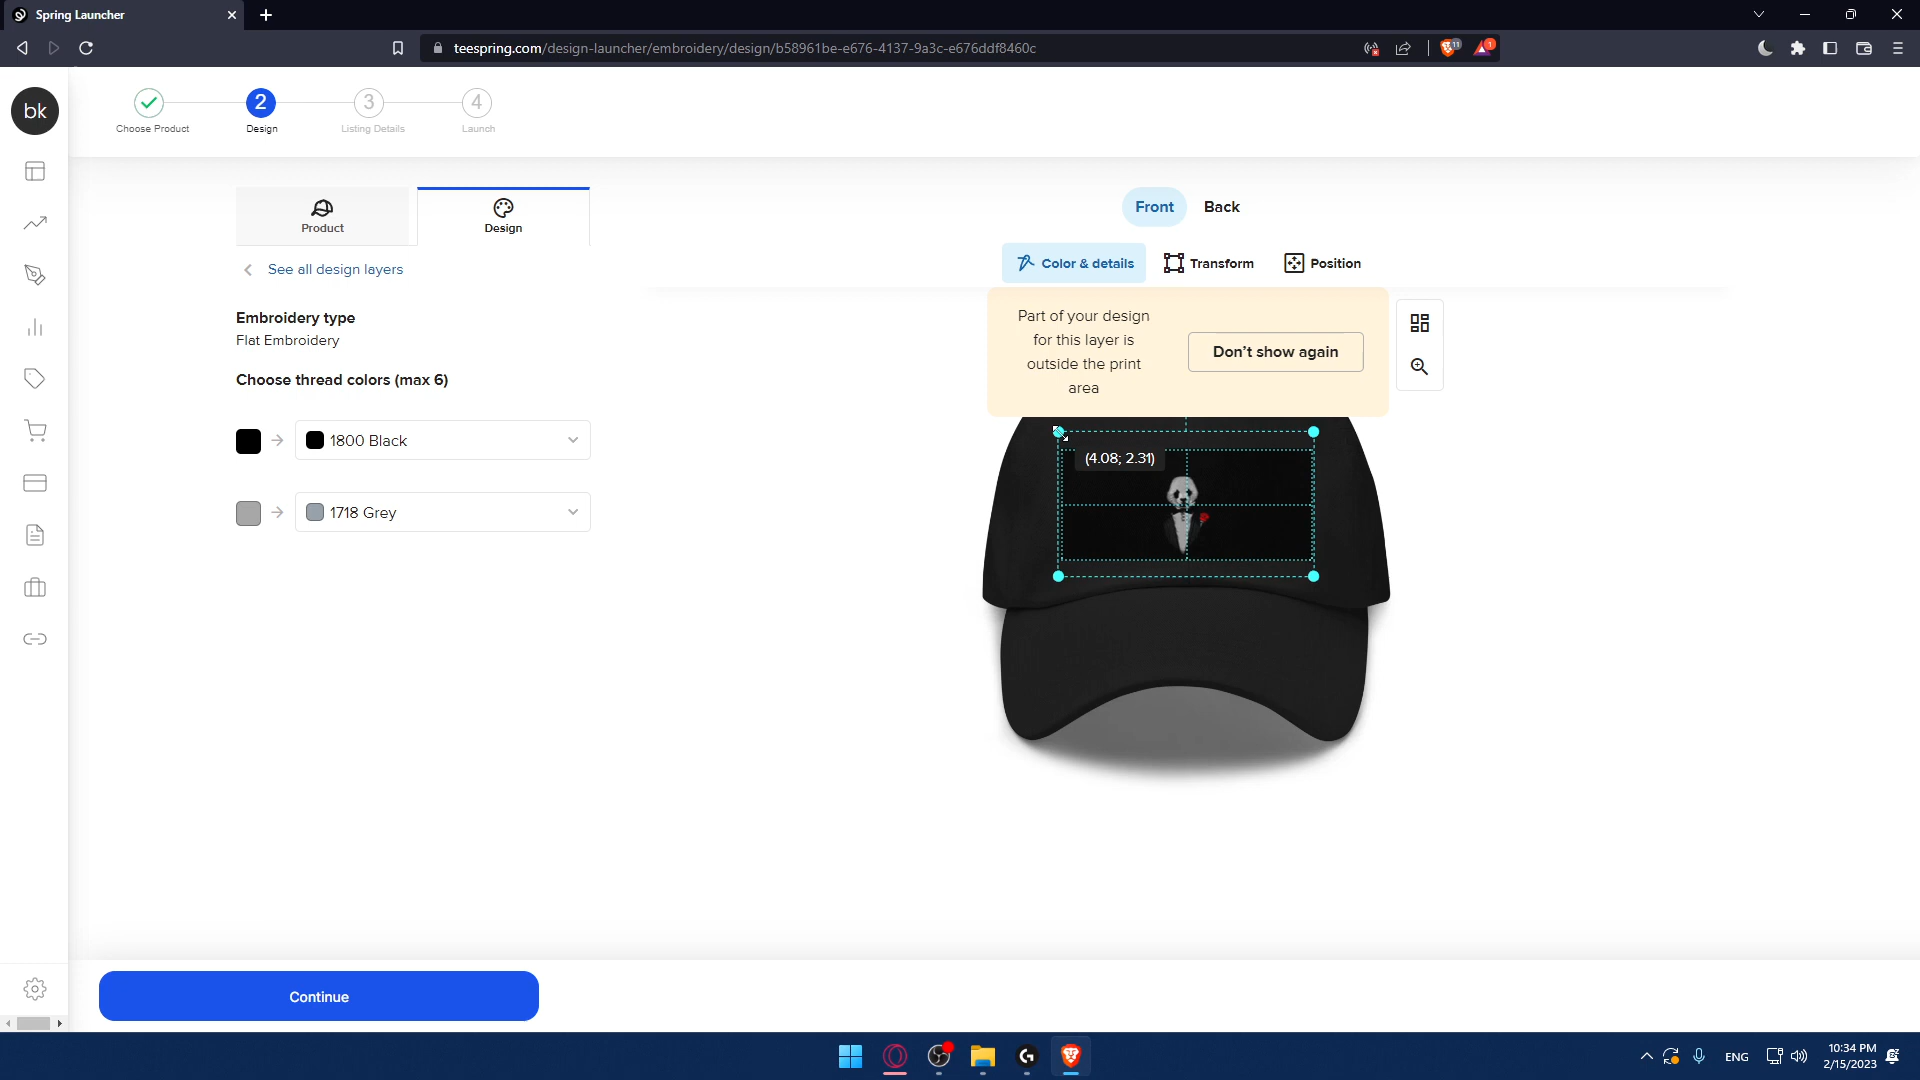 Spring Launcher
teespring.com/design-launcher/embroidery/design/b58961be-e676-4137-9a3c-e676ddf8460c
11
1
bk
2
3
4
Choose Product
Design
Listing Details
Launch
Product
Design
Front
Back
See all design layers
Color & details
Transform
Position
Embroidery type
Flat Embroidery
Part of your design
for this layer is
outside the print
area
Don't show again
Choose thread colors (max 6)
1800 Black
(4.08; 2.31)
1718 Grey
Continue
ENG
10:34 PM
2/15/2023